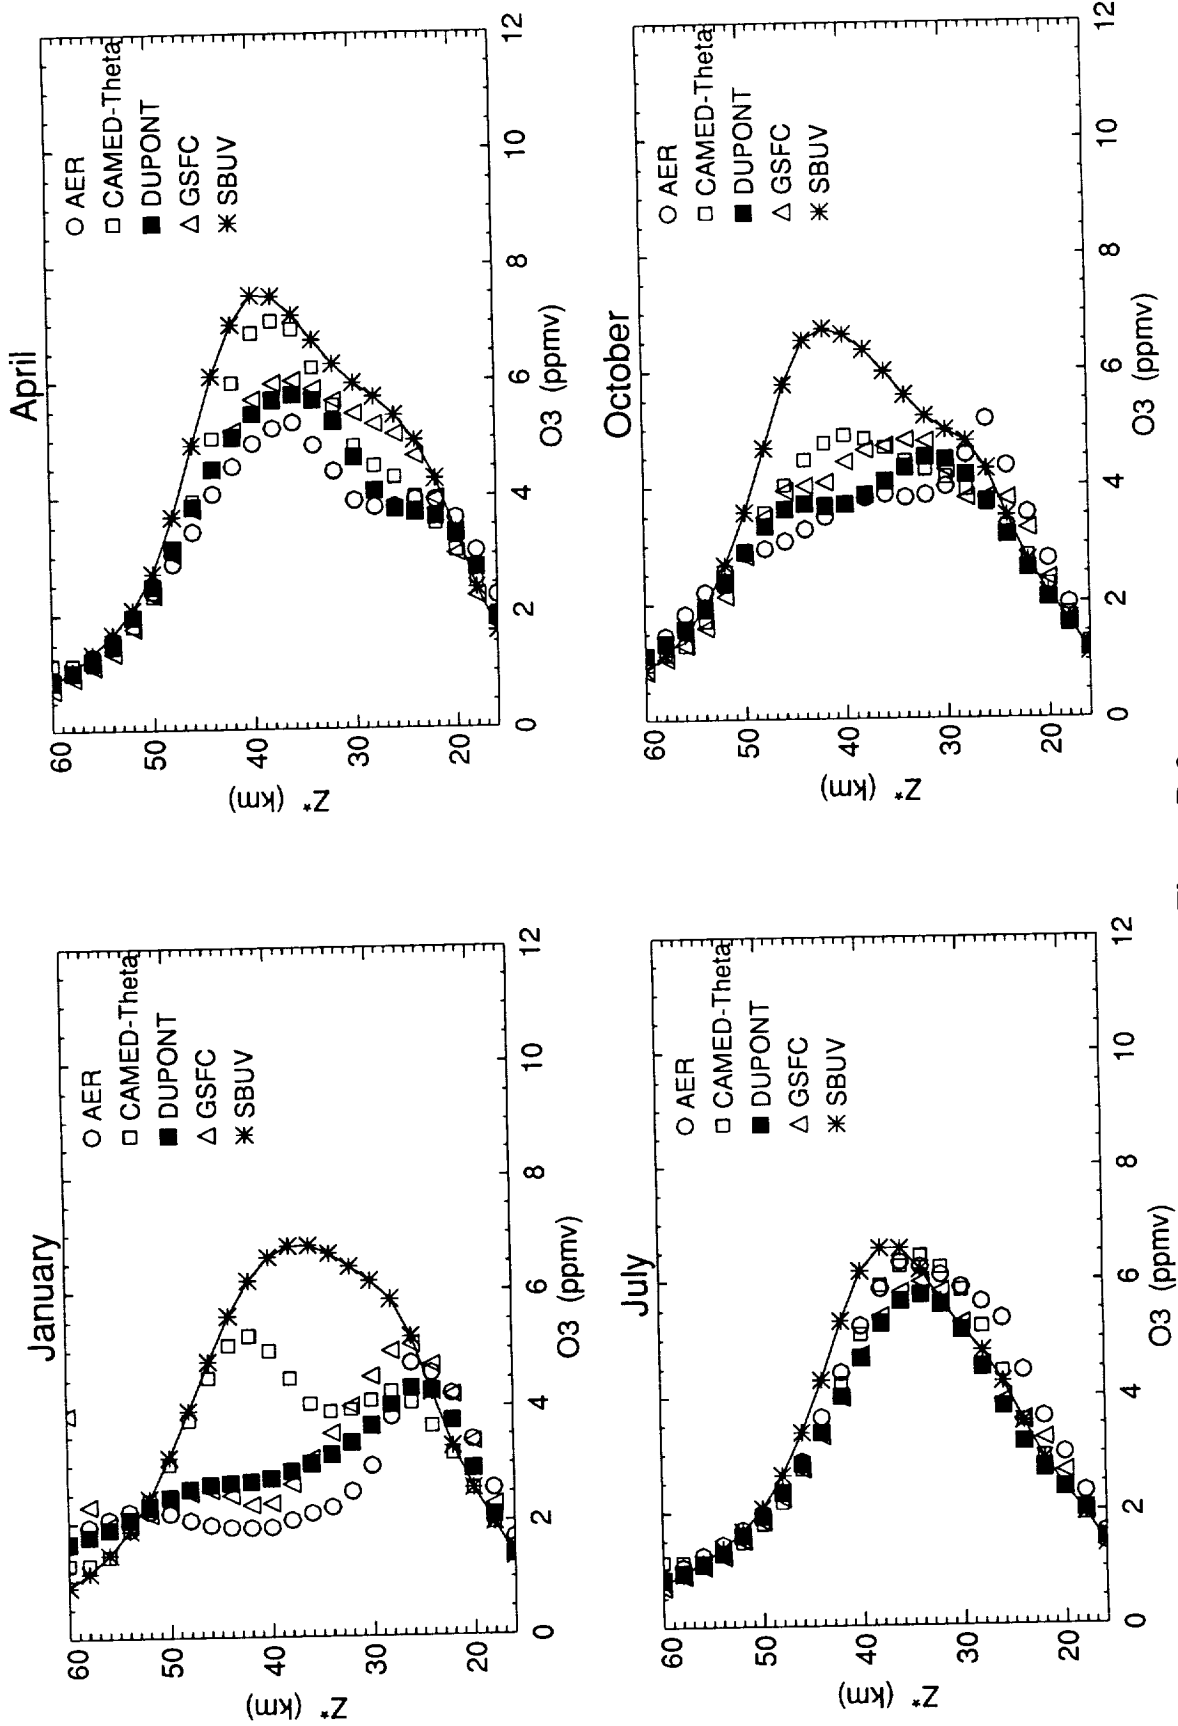 January
Z* (km)
60
50
40
30
20
○ AER
□ CAMED-Theta
■ DUPONT
△ GSFC
✳ SBUV
0 2 4 6 8 10 12
O3 (ppmv)
April
Z* (km)
60
50
40
30
20
○ AER
□ CAMED-Theta
■ DUPONT
△ GSFC
✳ SBUV
0 2 4 6 8 10 12
O3 (ppmv)
July
Z* (km)
60
50
40
30
20
○ AER
□ CAMED-Theta
■ DUPONT
△ GSFC
✳ SBUV
0 2 4 6 8 10 12
O3 (ppmv)
October
Z* (km)
60
50
40
30
20
○ AER
□ CAMED-Theta
■ DUPONT
△ GSFC
✳ SBUV
0 2 4 6 8 10 12
O3 (ppmv)